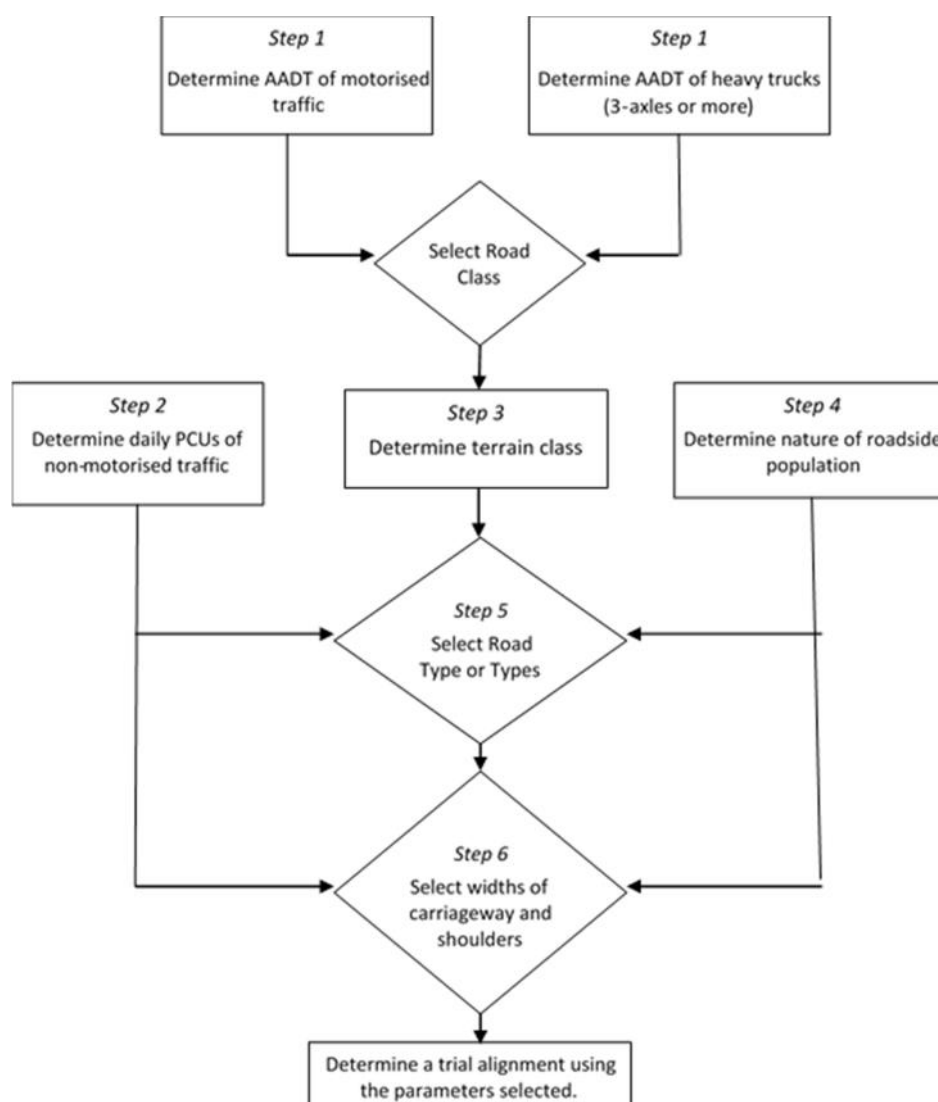 Step 1
Determine AADT of motorised
traffic
Step 1
Determine AADT of heavy trucks
(3-axles or more)
Select Road
Class
Step 2
Determine daily PCUs of
non-motorised traffic
Step 3
Determine terrain class
Step 4
Determine nature of roadside
population
Step 5
Select Road
Type or Types
Step 6
Select widths of
carriageway and
shoulders
Determine a trial alignment using
the parameters selected.